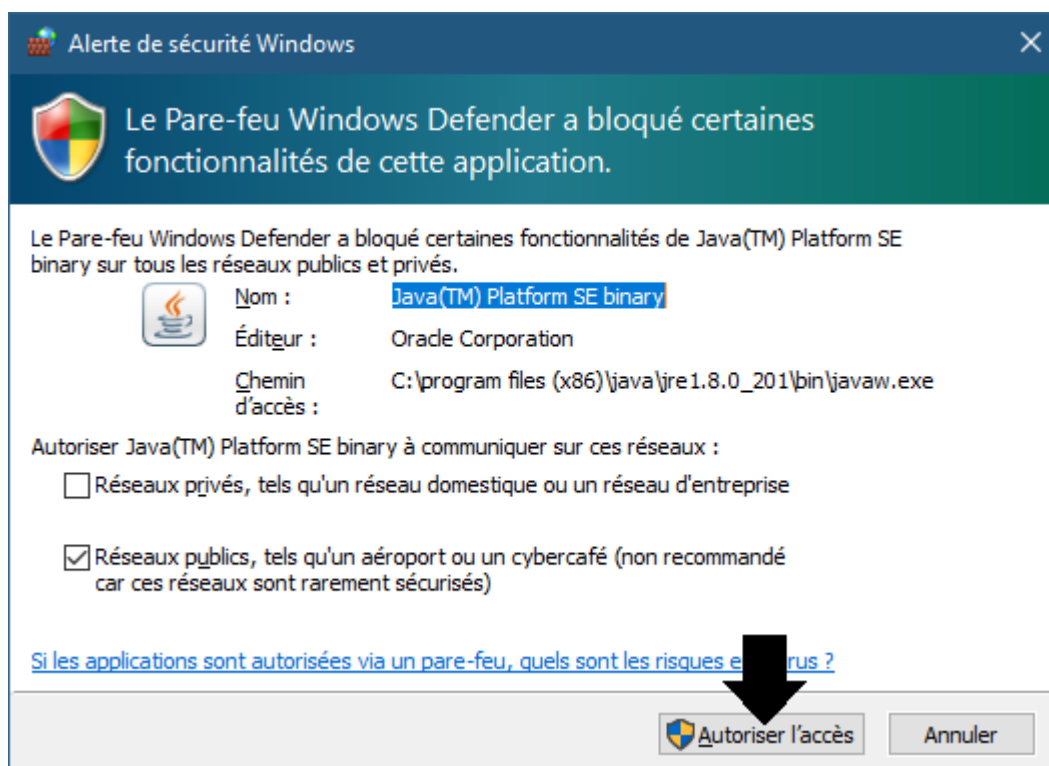 Alerte de sécurité Windows
Le Pare-feu Windows Defender a bloqué certaines
fonctionnalités de cette application.
Le Pare-feu Windows Defender a bloqué certaines fonctionnalités de Java(TM) Platform SE
binary sur tous les réseaux publics et privés.
Nom : Java(TM) Platform SE binary
Éditeur : Oracle Corporation
Chemin C:\program files (x86)\java\jre1.8.0_201\bin\javaw.exe
d'accès :
Autoriser Java(TM) Platform SE binary à communiquer sur ces réseaux :
Réseaux privés, tels qu'un réseau domestique ou un réseau d'entreprise
Réseaux publics, tels qu'un aéroport ou un cybercafé (non recommandé
car ces réseaux sont rarement sécurisés)
Si les applications sont autorisées via un pare-feu, quels sont les risques ?
Autoriser l'accès Annuler